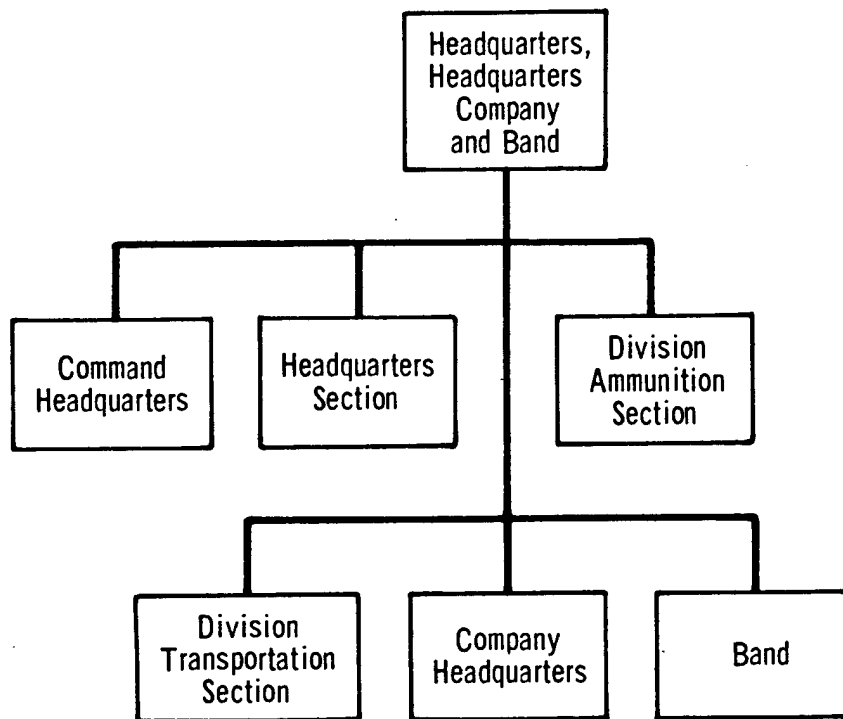 Headquarters,
Headquarters
Company
and Band
Command
Headquarters
Headquarters
Section
Division
Ammunition
Section
Division
Transportation
Section
Company
Headquarters
Band